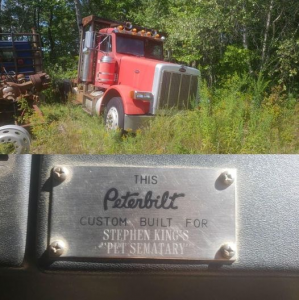 THIS
Peterbilt
CUSTOM BUILT FOR
STEPHEN KING'S
"PET SEMATARY"